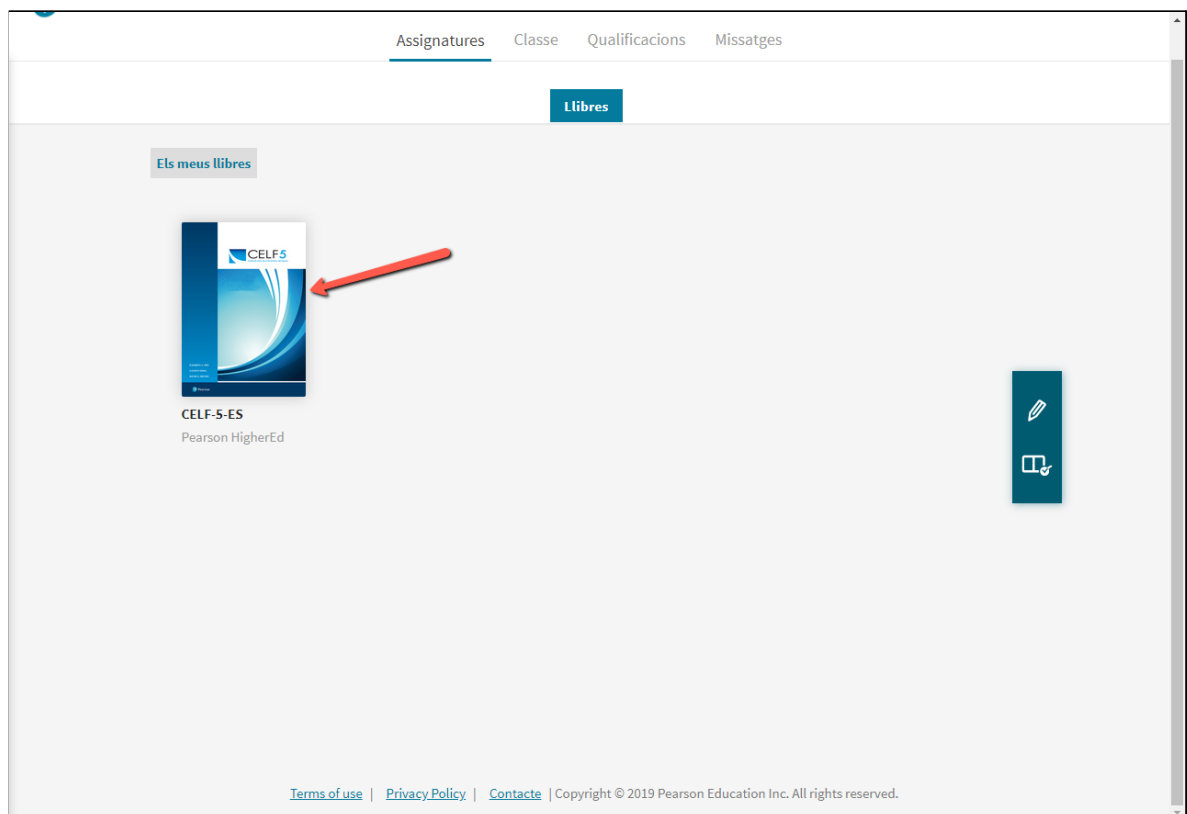 Assignatures Classe Qualificacions Missatges
Llibres
Els meus llibres
CELF5
Pearson
CELF-5-ES
Pearson HigherEd
Terms of use | Privacy Policy | Contacte | Copyright © 2019 Pearson Education Inc. All rights reserved.